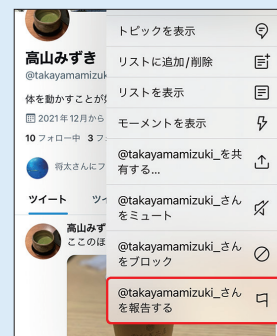 高山みずき
@takayamamizuk
体を動かすことが
2021年12月から
10 フォロー中 3 フ
将太さんにフ
ツイート
ツイ
高山みず
ここのほ
トピックを表示
リストに追加/削除
リストを表示
モーメントを表示
@takayamamizuki_を共
有する...
@takayamamizuki_さん
をミュート
@takayamamizuki_さん
をブロック
@takayamamizuki_さん
を報告する